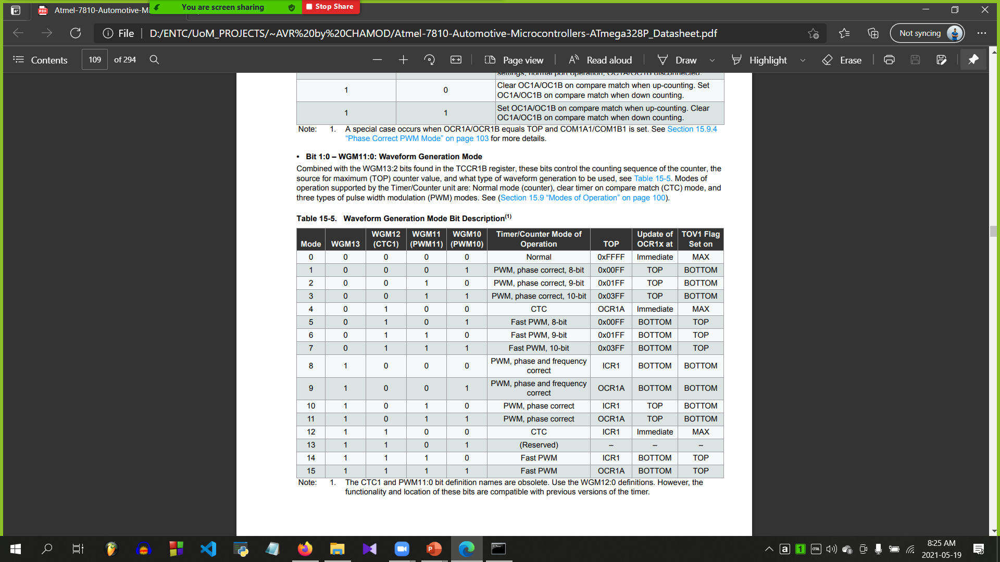 Atmel-7810-Automotive-Mi
You are screen sharing
Stop Share
File
D:/ENTC/UoM_PROJECTS/~AVR%20by%20CHAMOD/Atmel-7810-Automotive-Microcontrollers-ATmega328P_Datasheet.pdf
Not syncing
Contents 109 of 294
Page view Read aloud Draw Highlight Erase
settings, normal port operation, OC1A/OC1B disconnected.
1 0 Clear OC1A/OC1B on compare match when up-counting. Set
OC1A/OC1B on compare match when down counting.
1 1 Set OC1A/OC1B on compare match when up-counting. Clear
OC1A/OC1B on compare match when down counting.
Note: 1. A special case occurs when OCR1A/OCR1B equals TOP and COM1A1/COM1B1 is set. See Section 15.9.4
“Phase Correct PWM Mode” on page 103 for more details.
• Bit 1:0 – WGM11:0: Waveform Generation Mode
Combined with the WGM13:2 bits found in the TCCR1B register, these bits control the counting sequence of the counter, the
source for maximum (TOP) counter value, and what type of waveform generation to be used, see Table 15-5. Modes of
operation supported by the Timer/Counter unit are: Normal mode (counter), clear timer on compare match (CTC) mode, and
three types of pulse width modulation (PWM) modes. See (Section 15.9 “Modes of Operation” on page 100).
Table 15-5. Waveform Generation Mode Bit Description(1)
WGM12 WGM11 WGM10 Timer/Counter Mode of Update of TOV1 Flag
Mode WGM13 (CTC1) (PWM11) (PWM10) Operation TOP OCR1x at Set on
0 0 0 0 0 Normal 0xFFFF Immediate MAX
1 0 0 0 1 PWM, phase correct, 8-bit 0x00FF TOP BOTTOM
2 0 0 1 0 PWM, phase correct, 9-bit 0x01FF TOP BOTTOM
3 0 0 1 1 PWM, phase correct, 10-bit 0x03FF TOP BOTTOM
4 0 1 0 0 CTC OCR1A Immediate MAX
5 0 1 0 1 Fast PWM, 8-bit 0x00FF BOTTOM TOP
6 0 1 1 0 Fast PWM, 9-bit 0x01FF BOTTOM TOP
7 0 1 1 1 Fast PWM, 10-bit 0x03FF BOTTOM TOP
8 1 0 0 0 PWM, phase and frequency
correct ICR1 BOTTOM BOTTOM
9 1 0 0 1 PWM, phase and frequency
correct OCR1A BOTTOM BOTTOM
10 1 0 1 0 PWM, phase correct ICR1 TOP BOTTOM
11 1 0 1 1 PWM, phase correct OCR1A TOP BOTTOM
12 1 1 0 0 CTC ICR1 Immediate MAX
13 1 1 0 1 (Reserved) – – –
14 1 1 1 0 Fast PWM ICR1 BOTTOM TOP
15 1 1 1 1 Fast PWM OCR1A BOTTOM TOP
Note: 1. The CTC1 and PWM11:0 bit definition names are obsolete. Use the WGM12:0 definitions. However, the
functionality and location of these bits are compatible with previous versions of the timer.
8:25 AM
2021-05-19